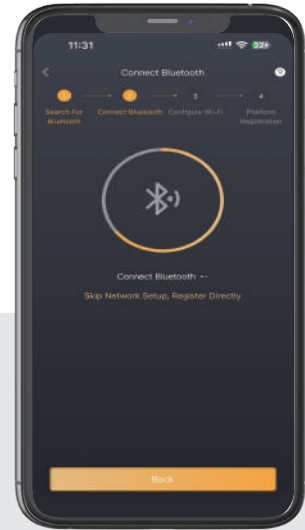 11:31
Connect Bluetooth
1 2 3 4
Search For Connect Bluetooth Configure Wi-Fi Platform
Bluetooth Registration
Connect Bluetooth
Skip Network Setup, Register Directly
Back